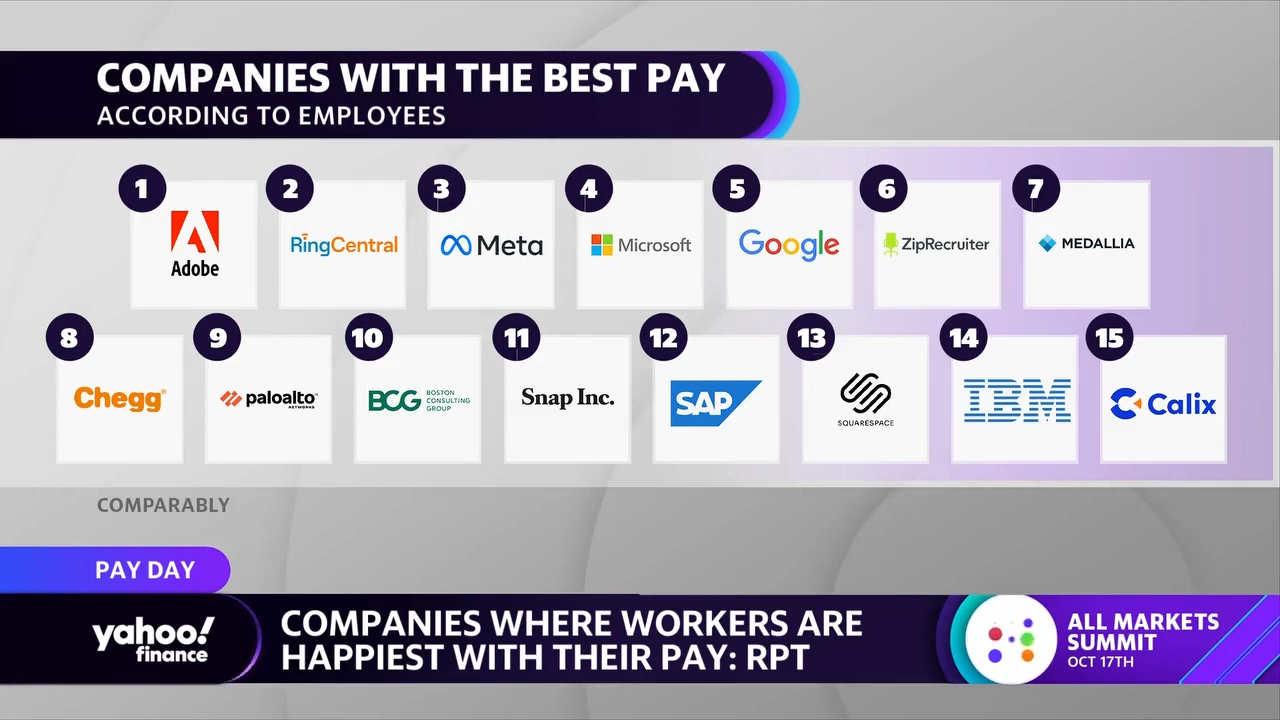 COMPANIES WITH THE BEST PAY
ACCORDING TO EMPLOYEES
1
Adobe
2
RingCentral
3
Meta
4
Microsoft
5
Google
6
ZipRecruiter
7
MEDALLIA
8
Chegg®
9
paloalto
NETWORKS
10
BCG
BOSTON
CONSULTING
GROUP
11
Snap Inc.
12
SAP
13
SQUARESPACE
14
IBM
15
Calix
COMPARABLY
PAY DAY
yahoo!
finance
COMPANIES WHERE WORKERS ARE
HAPPIEST WITH THEIR PAY: RPT
ALL MARKETS
SUMMIT
OCT 17TH